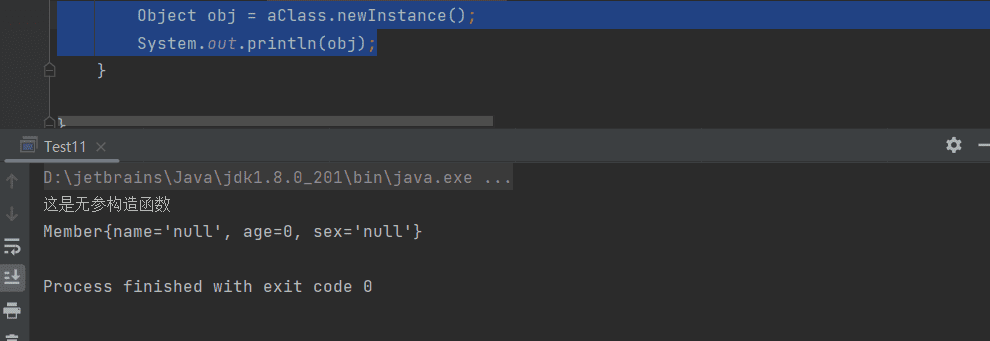 Object obj = aClass.newInstance();
System.out.println(obj);
}
}
Test11
D:\jetbrains\Java\jdk1.8.0_201\bin\java.exe ...
这是无参构造函数
Member{name='null', age=0, sex='null'}
Process finished with exit code 0